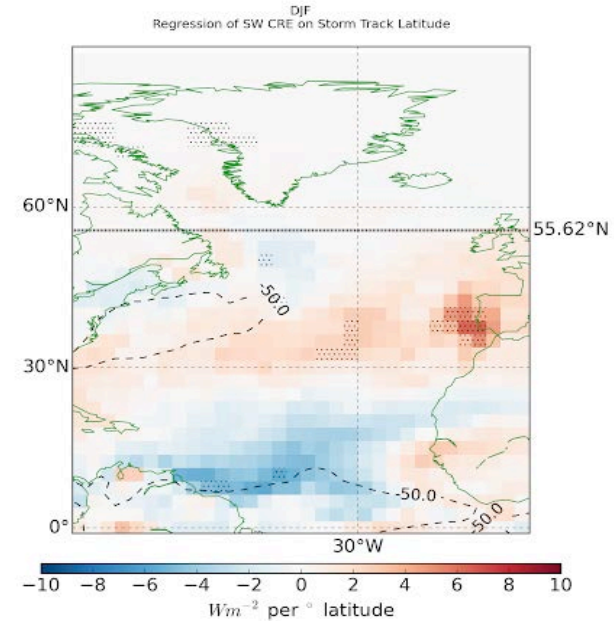 DJF
Regression of SW CRE on Storm Track Latitude
60°N
55.62°N
-50.0
30°N
-50.0
-50.0
0°
30°W
−10 −8 −6 −4 −2 0 2 4 6 8 10
Wm⁻² per ° latitude